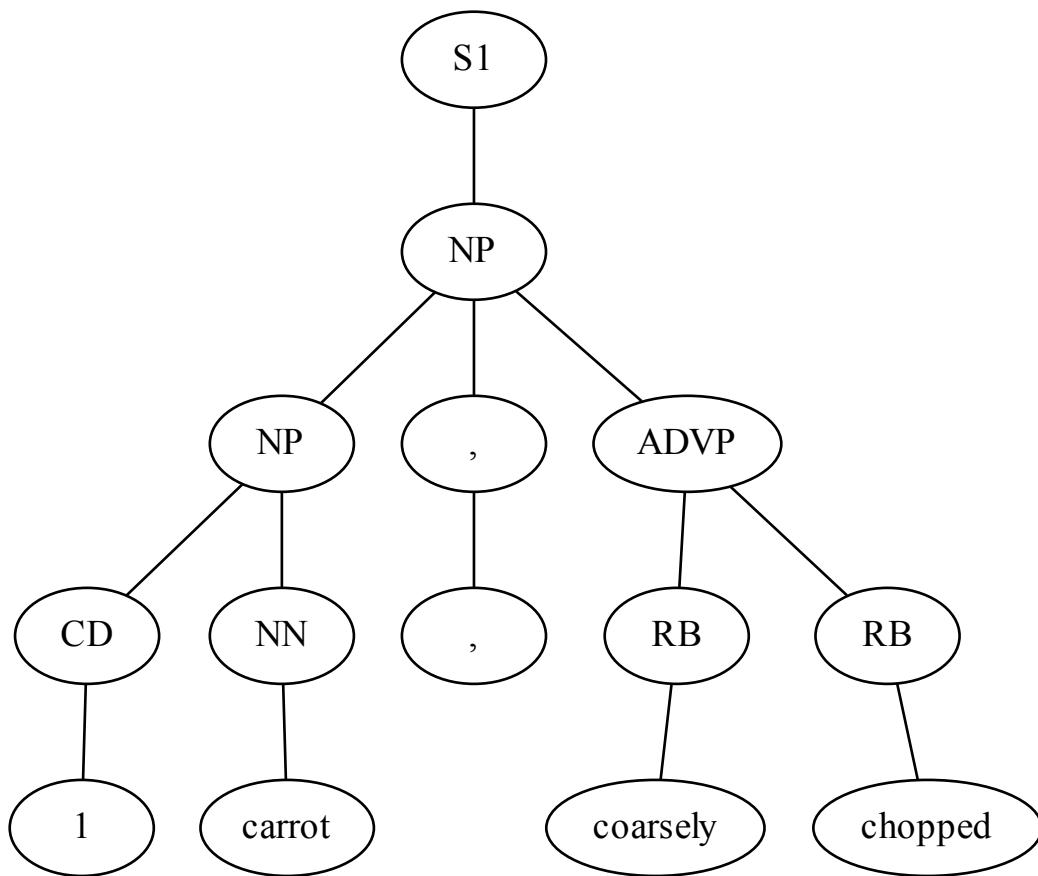 S1
NP
NP , ADVP
CD NN , RB RB
1 carrot coarsely chopped